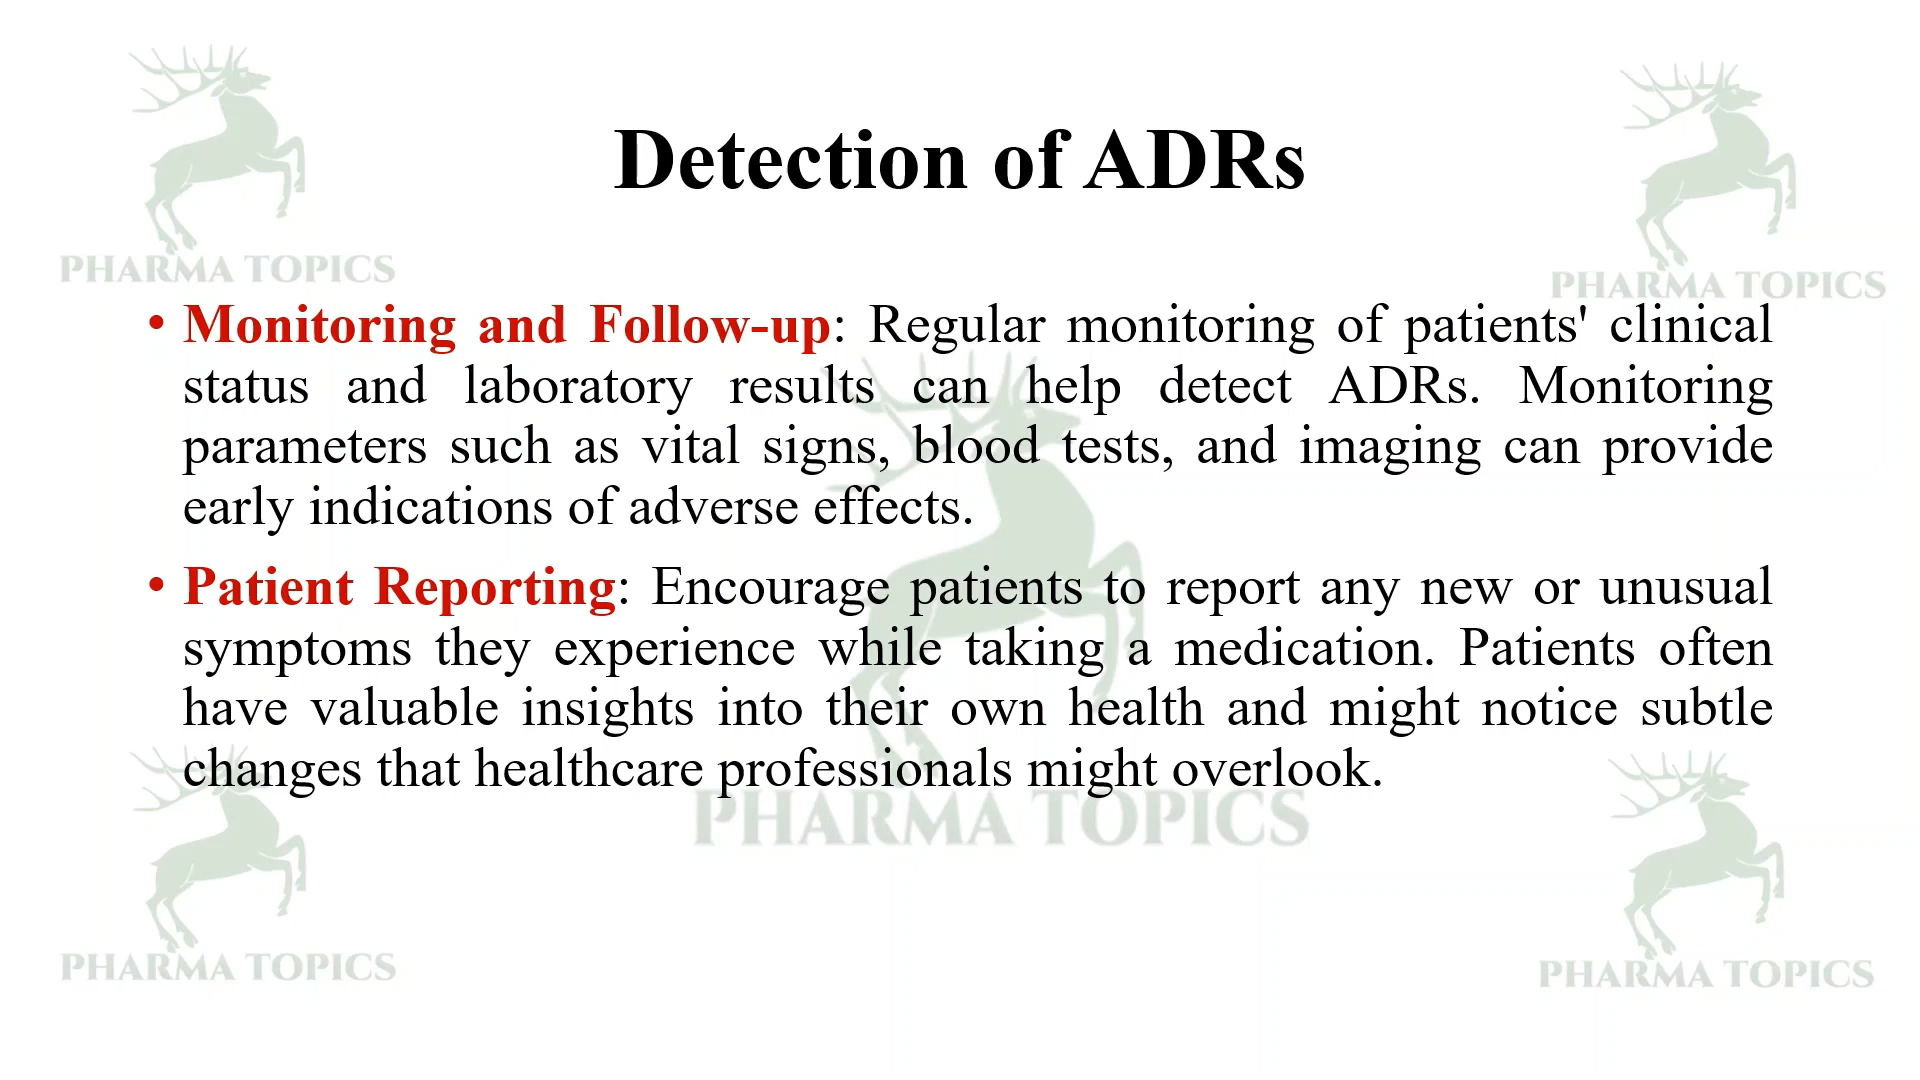 PHARMA TOPICS
PHARMA TOPICS
Detection of ADRs
• Monitoring and Follow-up: Regular monitoring of patients' clinical
status and laboratory results can help detect ADRs. Monitoring
parameters such as vital signs, blood tests, and imaging can provide
early indications of adverse effects.
• Patient Reporting: Encourage patients to report any new or unusual
symptoms they experience while taking a medication. Patients often
have valuable insights into their own health and might notice subtle
changes that healthcare professionals might overlook.
PHARMA TOPICS
PHARMA TOPICS
PHARMA TOPICS